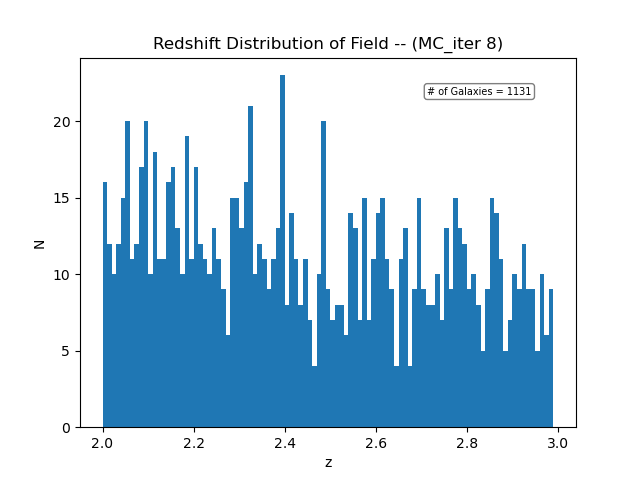 Redshift Distribution of Field -- (MC_iter 8)
# of Galaxies = 1131
20
15
10
5
0
N
2.0 2.2 2.4 2.6 2.8 3.0
z